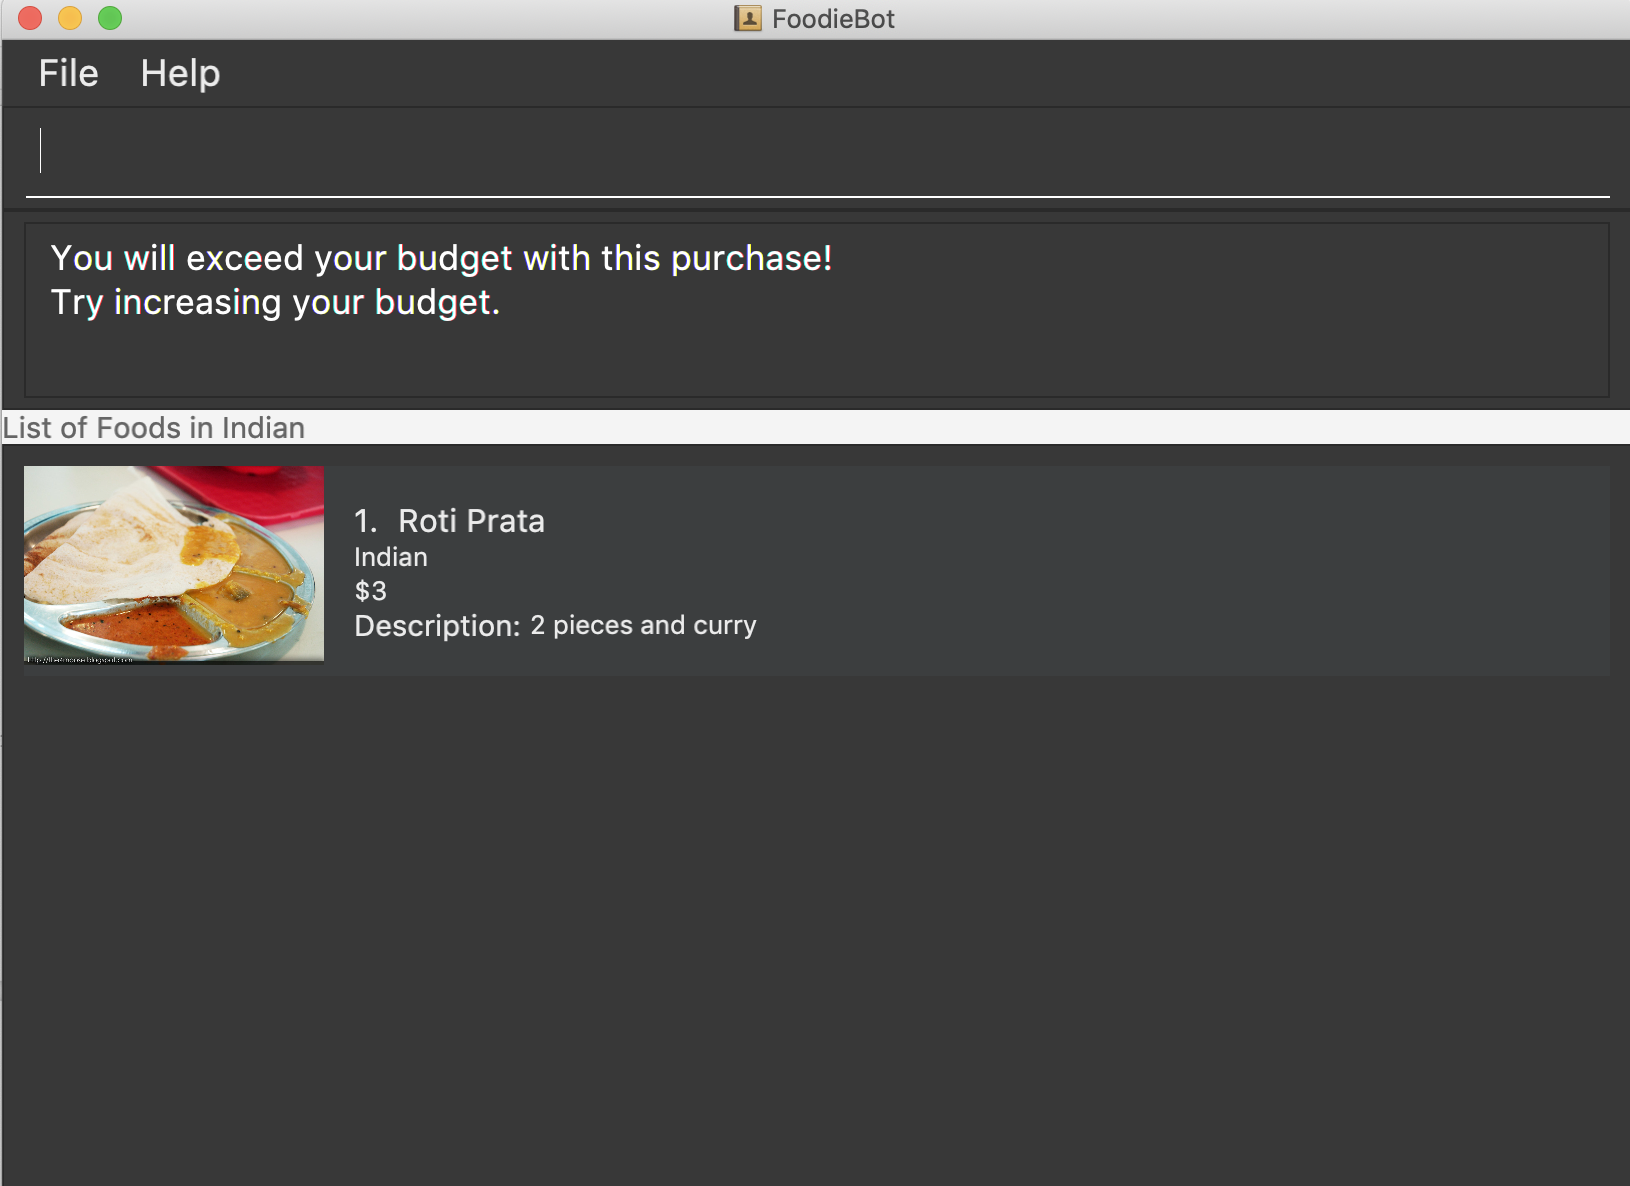 FoodieBot
File Help
You will exceed your budget with this purchase!
Try increasing your budget.
List of Foods in Indian
1. Roti Prata
Indian
$3
Description: 2 pieces and curry